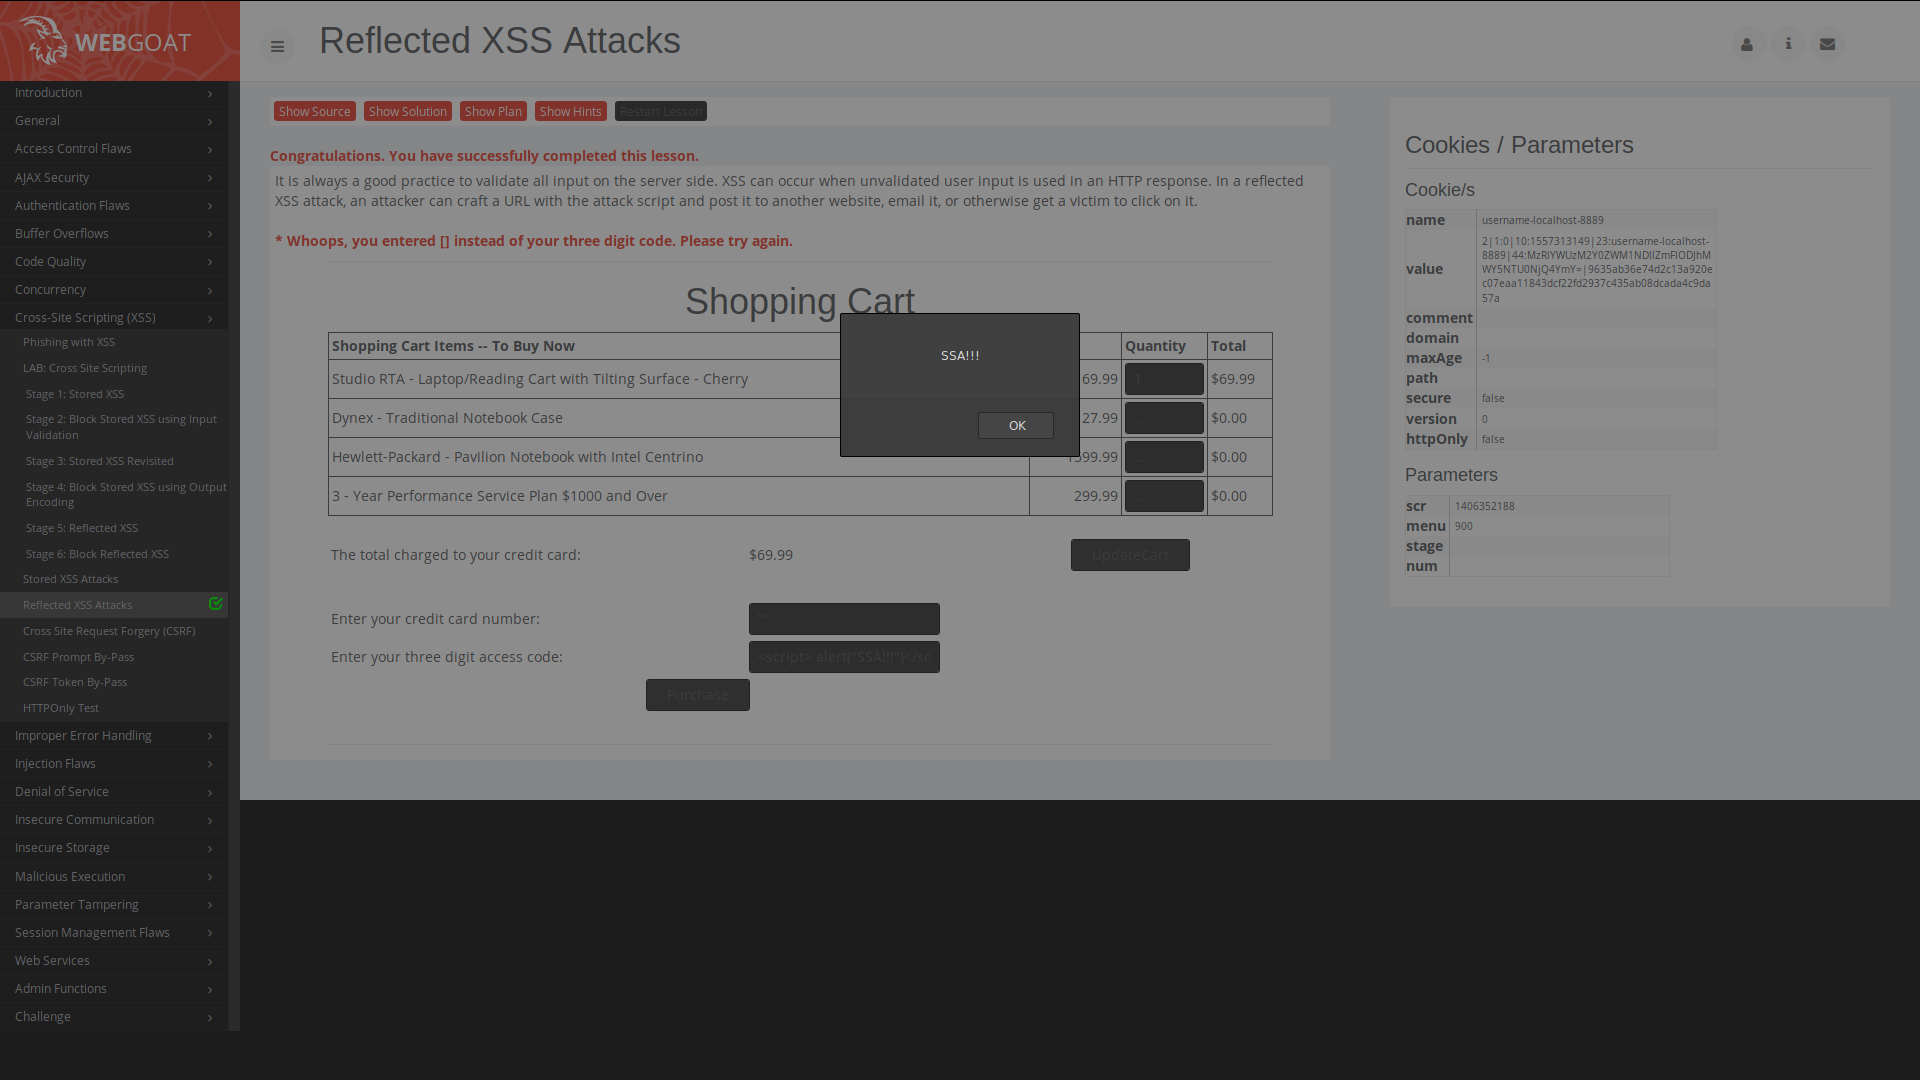 WEBGOAT
Reflected XSS Attacks
Introduction
General
Access Control Flaws
AJAX Security
Authentication Flaws
Buffer Overflows
Code Quality
Concurrency
Cross-Site Scripting (XSS)
Phishing with XSS
LAB: Cross Site Scripting
Stage 1: Stored XSS
Stage 2: Block Stored XSS using Input
Validation
Stage 3: Stored XSS Revisited
Stage 4: Block Stored XSS using Output
Encoding
Stage 5: Reflected XSS
Stage 6: Block Reflected XSS
Stored XSS Attacks
Reflected XSS Attacks
Cross Site Request Forgery (CSRF)
CSRF Prompt By-Pass
CSRF Token By-Pass
HTTPOnly Test
Improper Error Handling
Injection Flaws
Denial of Service
Insecure Communication
Insecure Storage
Malicious Execution
Parameter Tampering
Session Management Flaws
Web Services
Admin Functions
Challenge
Show Source Show Solution Show Plan Show Hints Restart Lesson
Congratulations. You have successfully completed this lesson.
It is always a good practice to validate all input on the server side. XSS can occur when unvalidated user input is used in an HTTP response. In a reflected
XSS attack, an attacker can craft a URL with the attack script and post it to another website, email it, or otherwise get a victim to click on it.
* Whoops, you entered [] instead of your three digit code. Please try again.
Shopping Cart
Shopping Cart Items -- To Buy Now Quantity Total
Studio RTA - Laptop/Reading Cart with Tilting Surface - Cherry 69.99 1 $69.99
Dynex - Traditional Notebook Case 27.99 $0.00
Hewlett-Packard - Pavilion Notebook with Intel Centrino 1599.99 $0.00
3 - Year Performance Service Plan $1000 and Over 299.99 $0.00
The total charged to your credit card: $69.99 UpdateCart
Enter your credit card number:
Enter your three digit access code: <script> alert("SSA!!!")</sc
Purchase
SSA!!!
OK
Cookies / Parameters
Cookie/s
name username-localhost-8889
value 2|1:0|10:1557313149|23:username-localhost-
8889|44:MzRlYWUzM2Y0ZWM1NDllZmFlODJhM
WY5NTU0NjQ4YmY=|9635ab36e74d2c13a920e
c07eaa11843dcf22fd2937c435ab08dcada4c9da
57a
comment
domain
maxAge -1
path
secure false
version 0
httpOnly false
Parameters
scr 1406352188
menu 900
stage
num